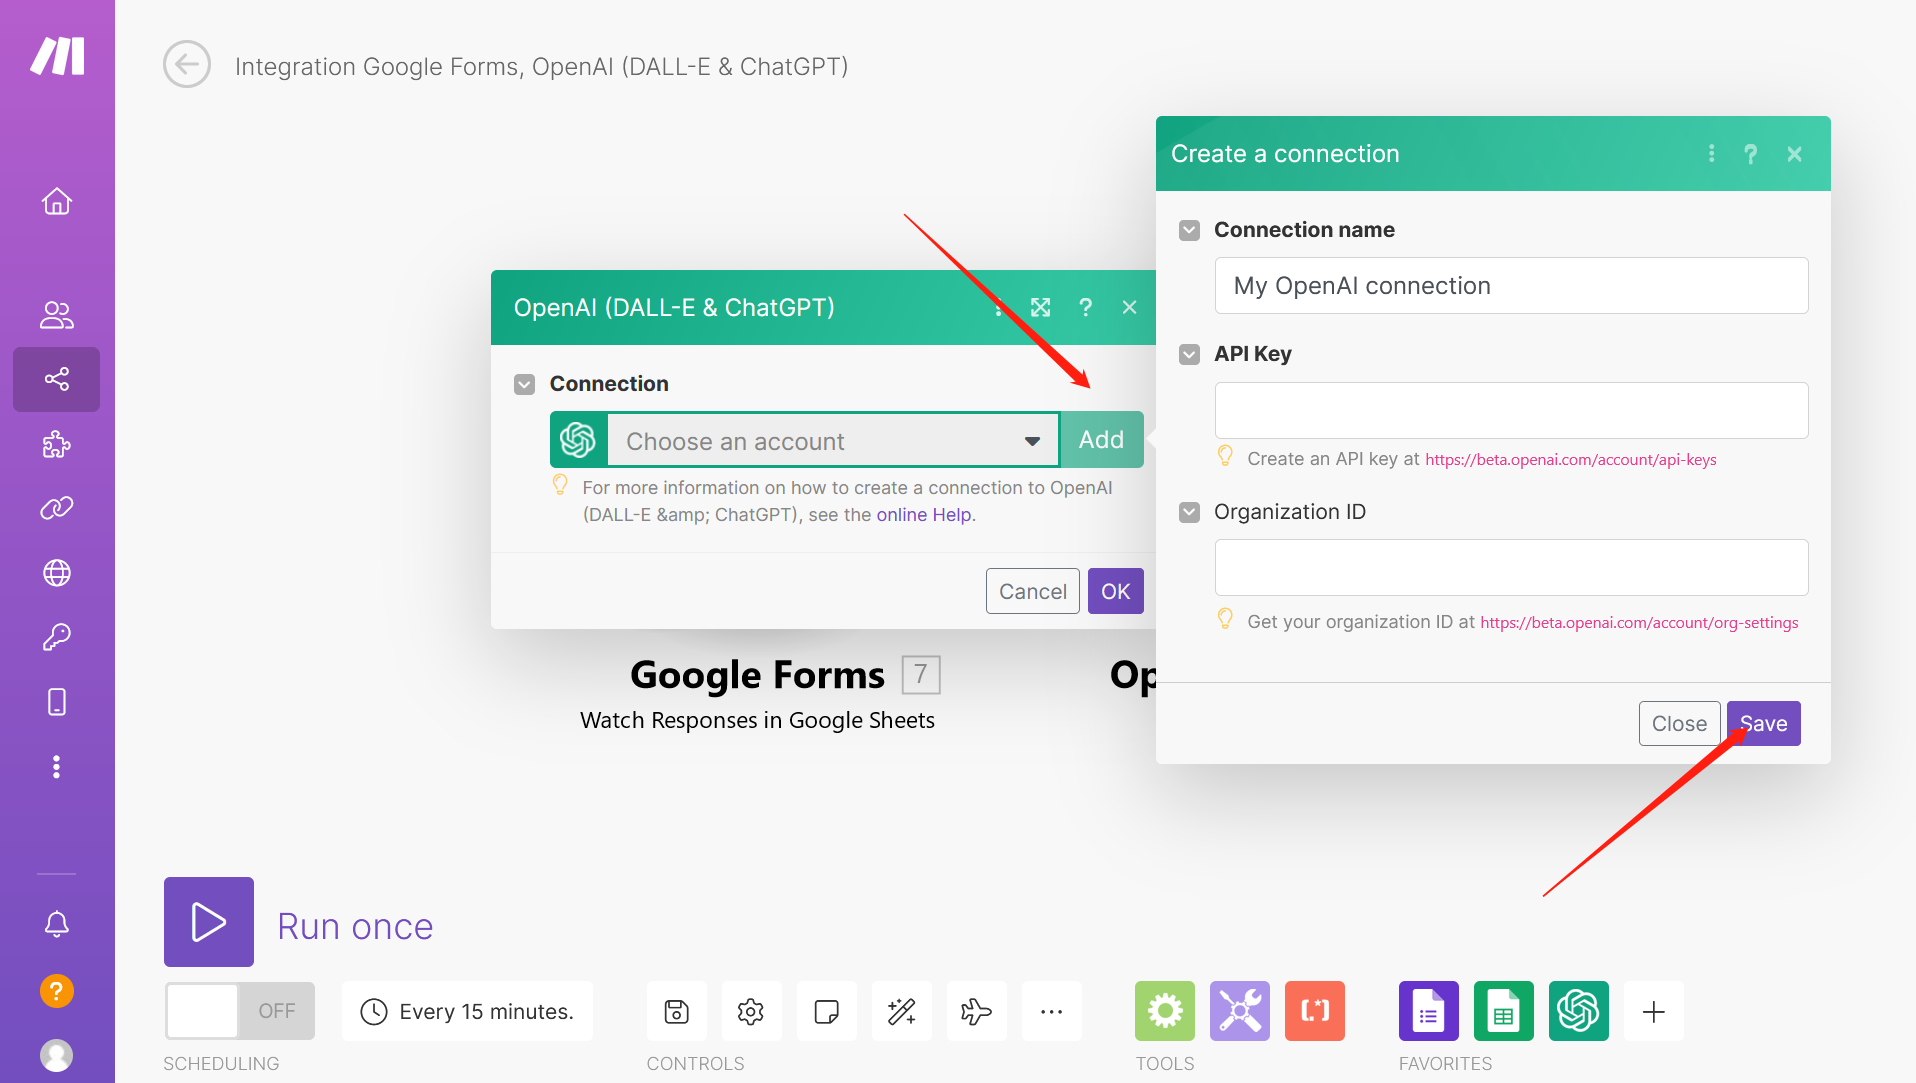 Integration Google Forms, OpenAI (DALL-E & ChatGPT)
Create a connection
Connection name
My OpenAI connection
API Key
Create an API key at https://beta.openai.com/account/api-keys
Organization ID
Get your organization ID at https://beta.openai.com/account/org-settings
Close
Save
OpenAI (DALL-E & ChatGPT)
Connection
Choose an account
Add
For more information on how to create a connection to OpenAI
(DALL-E &amp; ChatGPT), see the online Help.
Cancel
OK
Google Forms 7
Watch Responses in Google Sheets
Op
Run once
OFF
Every 15 minutes.
SCHEDULING
CONTROLS
TOOLS
FAVORITES